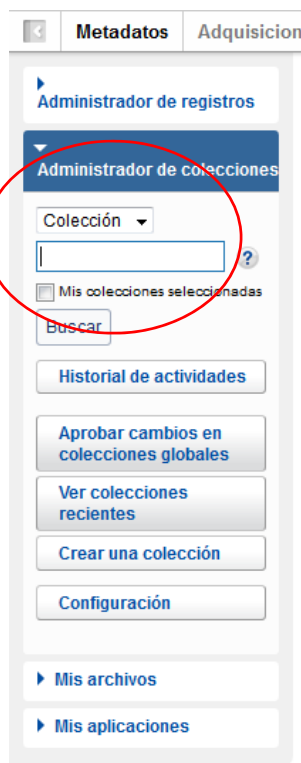 Metadatos Adquisicion
Administrador de registros
Administrador de colecciones
Colección
?
Mis colecciones seleccionadas
Buscar
Historial de actividades
Aprobar cambios en
colecciones globales
Ver colecciones
recientes
Crear una colección
Configuración
Mis archivos
Mis aplicaciones